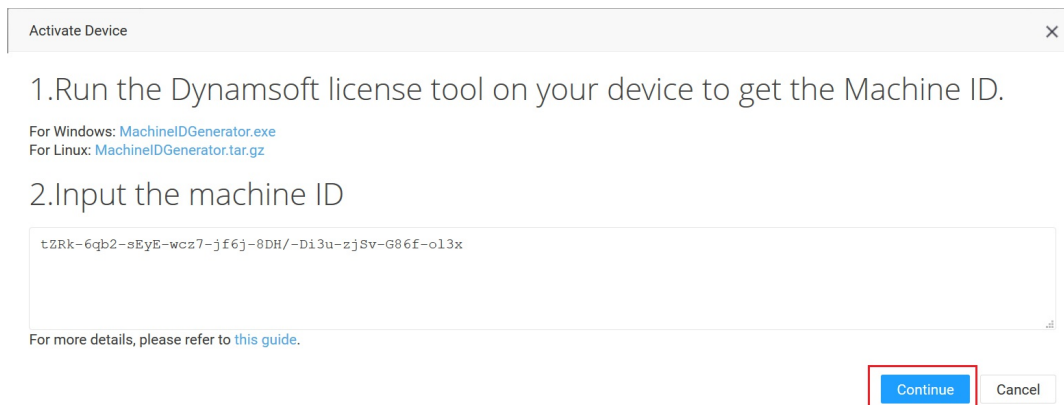 Activate Device
1.Run the Dynamsoft license tool on your device to get the Machine ID.
For Windows: MachineIDGenerator.exe
For Linux: MachineIDGenerator.tar.gz
2.Input the machine ID
tZRk-6qb2-sEyE-wcz7-jf6j-8DH/-Di3u-zjSv-G86f-ol3x
For more details, please refer to this guide.
Continue
Cancel